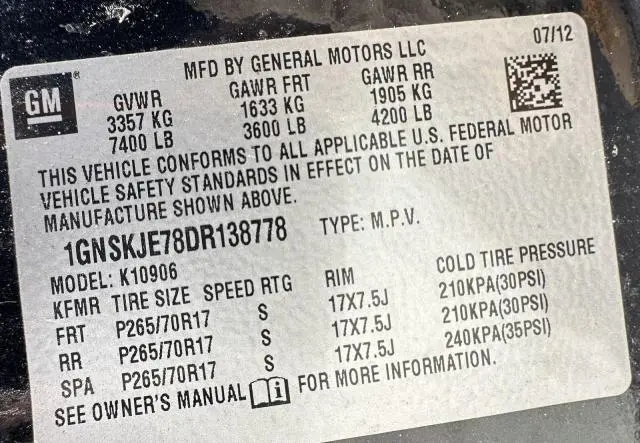 07/12
MFD BY GENERAL MOTORS LLC
GM
GVWR GAWR FRT GAWR RR
3357 KG 1633 KG 1905 KG
7400 LB 3600 LB 4200 LB
THIS VEHICLE CONFORMS TO ALL APPLICABLE U.S. FEDERAL MOTOR
VEHICLE SAFETY STANDARDS IN EFFECT ON THE DATE OF
MANUFACTURE SHOWN ABOVE.
1GNSKJE78DR138778 TYPE: M.P.V.
MODEL: K10906
KFMR TIRE SIZE SPEED RTG RIM COLD TIRE PRESSURE
FRT P265/70R17 S 17X7.5J 210KPA(30PSI)
RR P265/70R17 S 17X7.5J 210KPA(30PSI)
SPA P265/70R17 S 17X7.5J 240KPA(35PSI)
SEE OWNER'S MANUAL i FOR MORE INFORMATION.